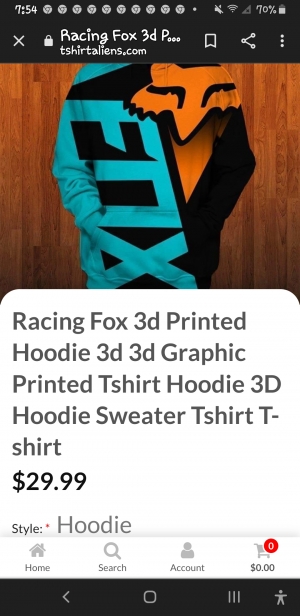 7:54 70%
Racing Fox 3d P...
tshirtaliens.com
FOX
Racing Fox 3d Printed
Hoodie 3d 3d Graphic
Printed Tshirt Hoodie 3D
Hoodie Sweater Tshirt T-
shirt
$29.99
Style: * Hoodie
0
Home Search Account $0.00